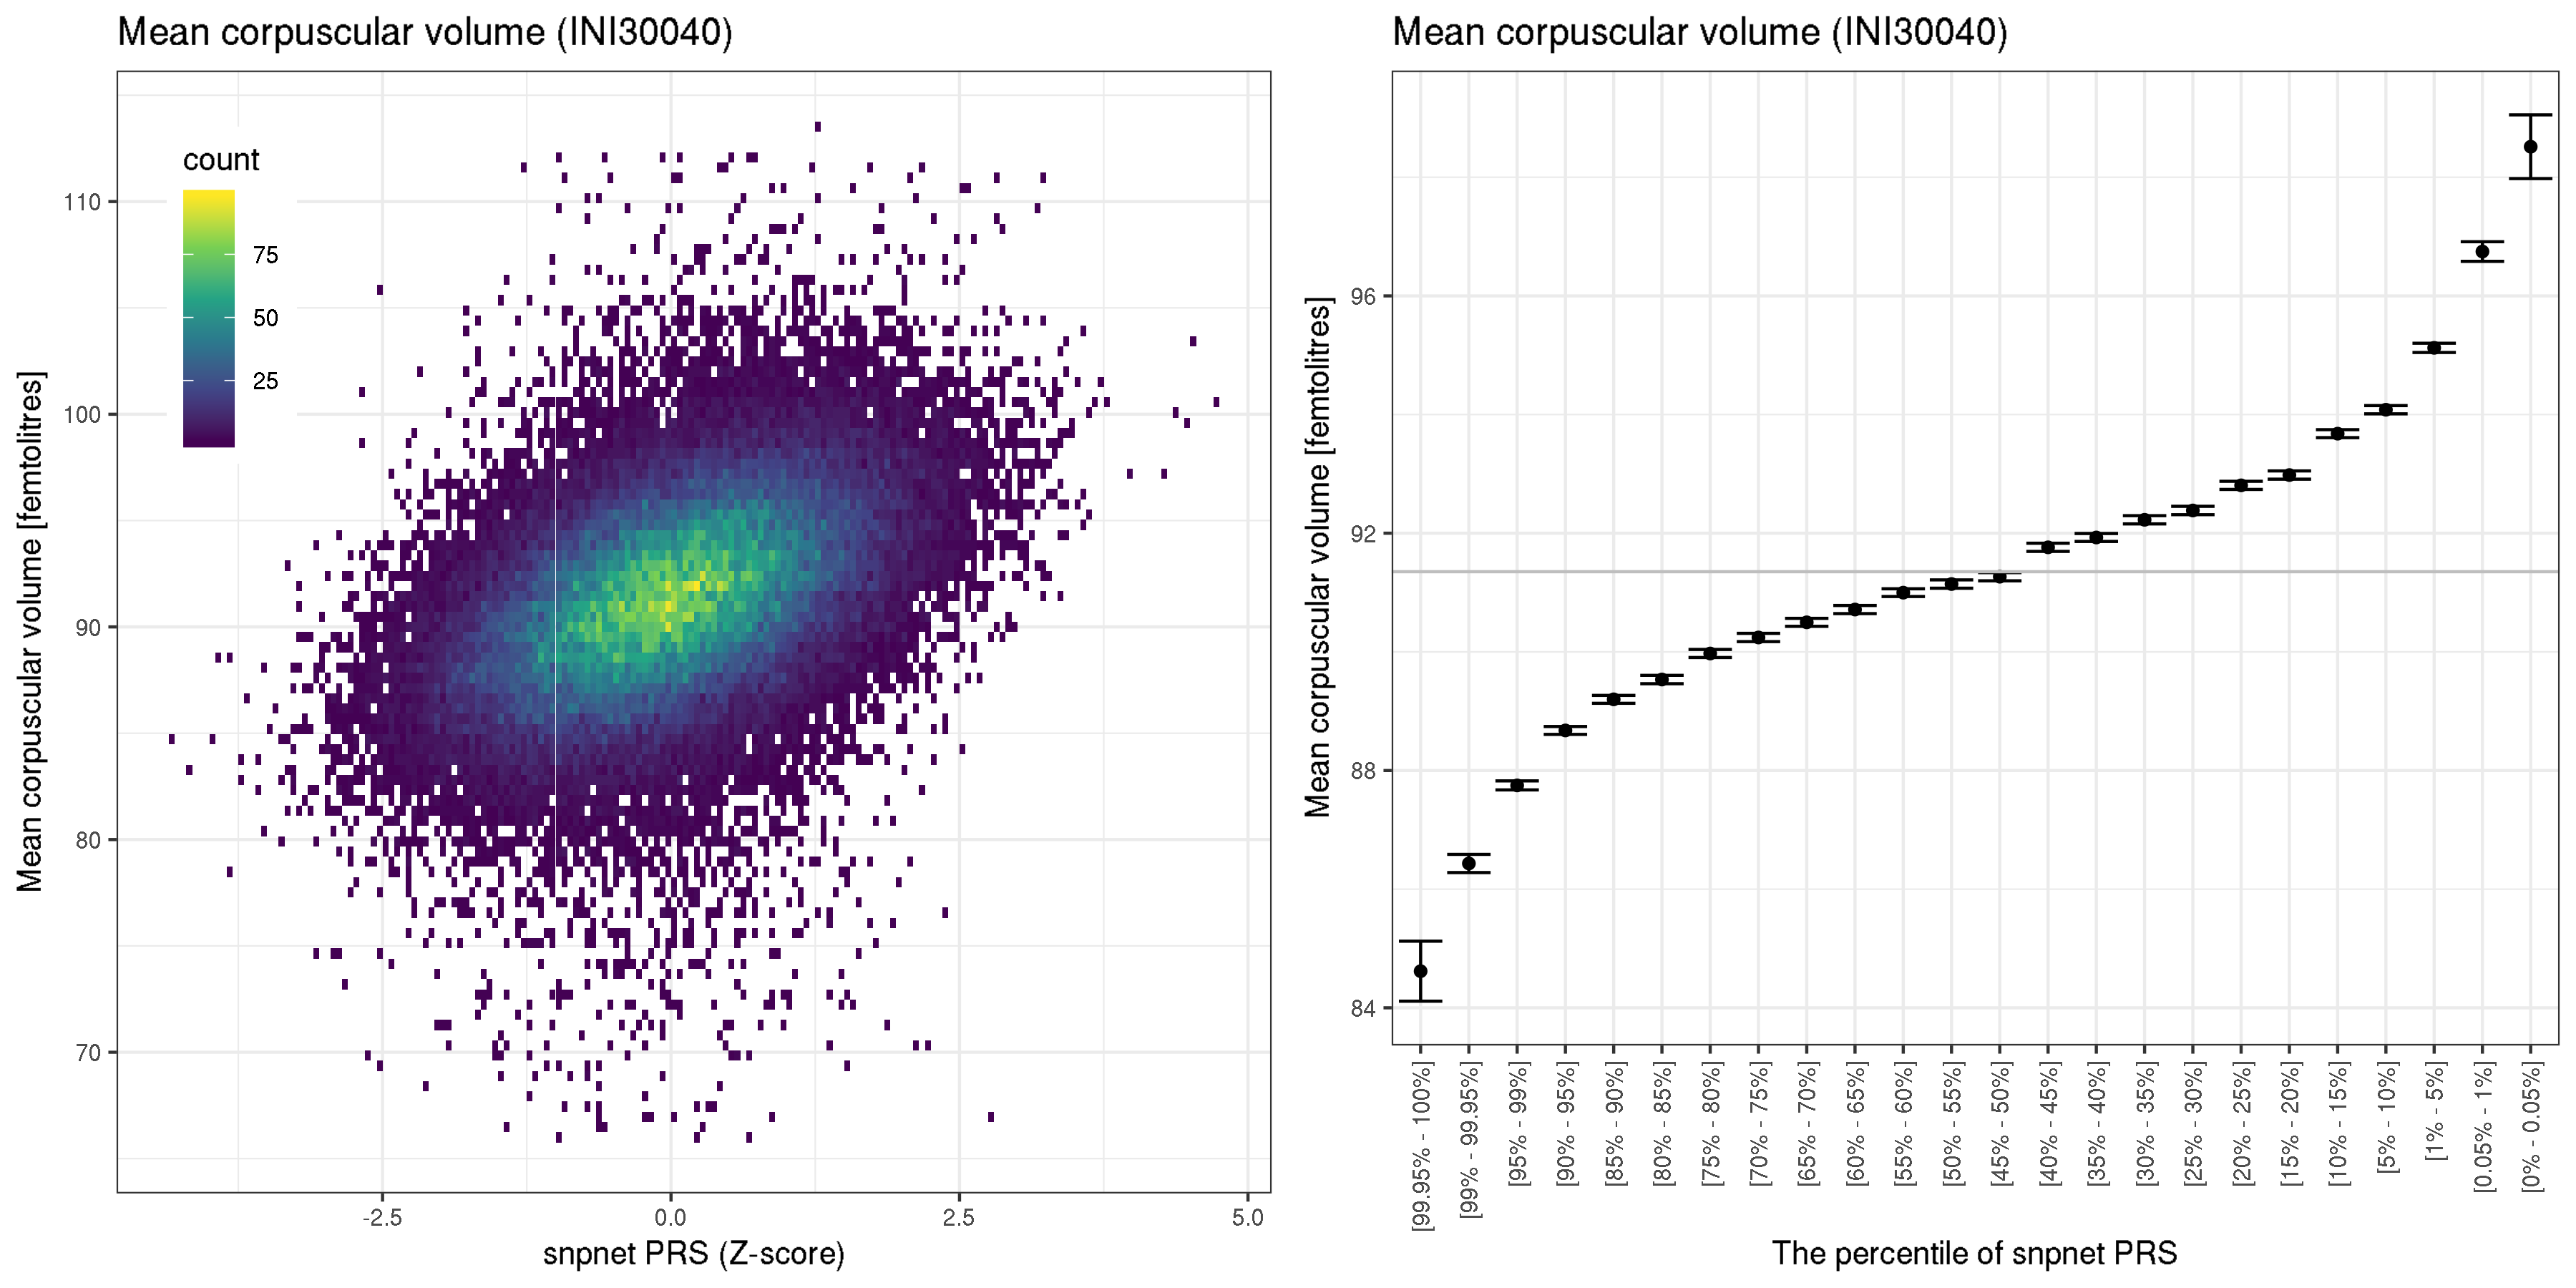 Mean corpuscular volume (INI30040)
count
75
50
25
110
100
90
80
70
Mean corpuscular volume [femtolitres]
-2.5
0.0
2.5
5.0
snpnet PRS (Z-score)
Mean corpuscular volume (INI30040)
96
92
88
84
Mean corpuscular volume [femtolitres]
[99.95% - 100%]
[99% - 99.95%]
[95% - 99%]
[90% - 95%]
[85% - 90%]
[80% - 85%]
[75% - 80%]
[70% - 75%]
[65% - 70%]
[60% - 65%]
[55% - 60%]
[50% - 55%]
[45% - 50%]
[40% - 45%]
[35% - 40%]
[30% - 35%]
[25% - 30%]
[20% - 25%]
[15% - 20%]
[10% - 15%]
[5% - 10%]
[1% - 5%]
[0.05% - 1%]
[0% - 0.05%]
The percentile of snpnet PRS